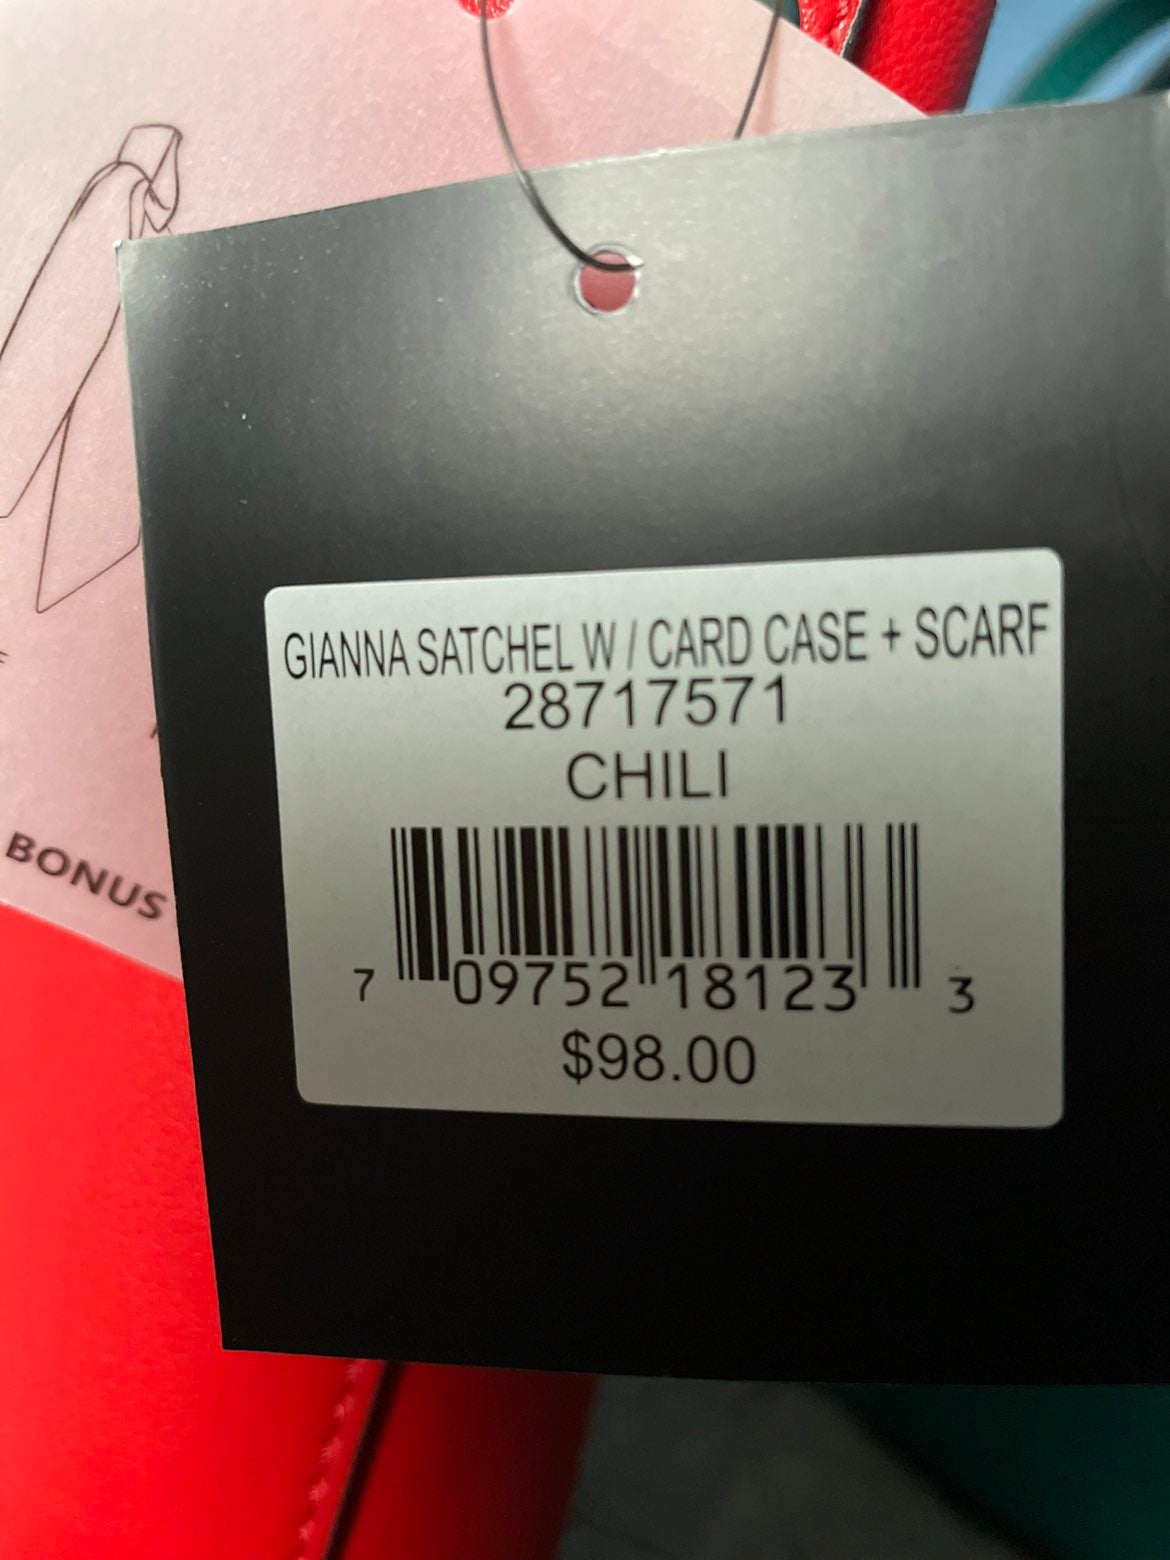 GIANNA SATCHEL W / CARD CASE + SCARF
28717571
CHILI
7 09752 18123 3
$98.00
BONUS